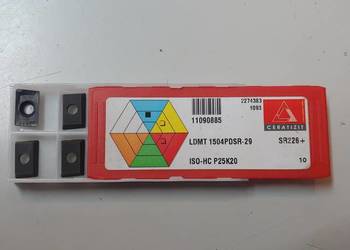 2274383
1093
11090885
CERATIZIT
LDMT 1504PDSR-29
SR226+
ISO-HC P25K20
10